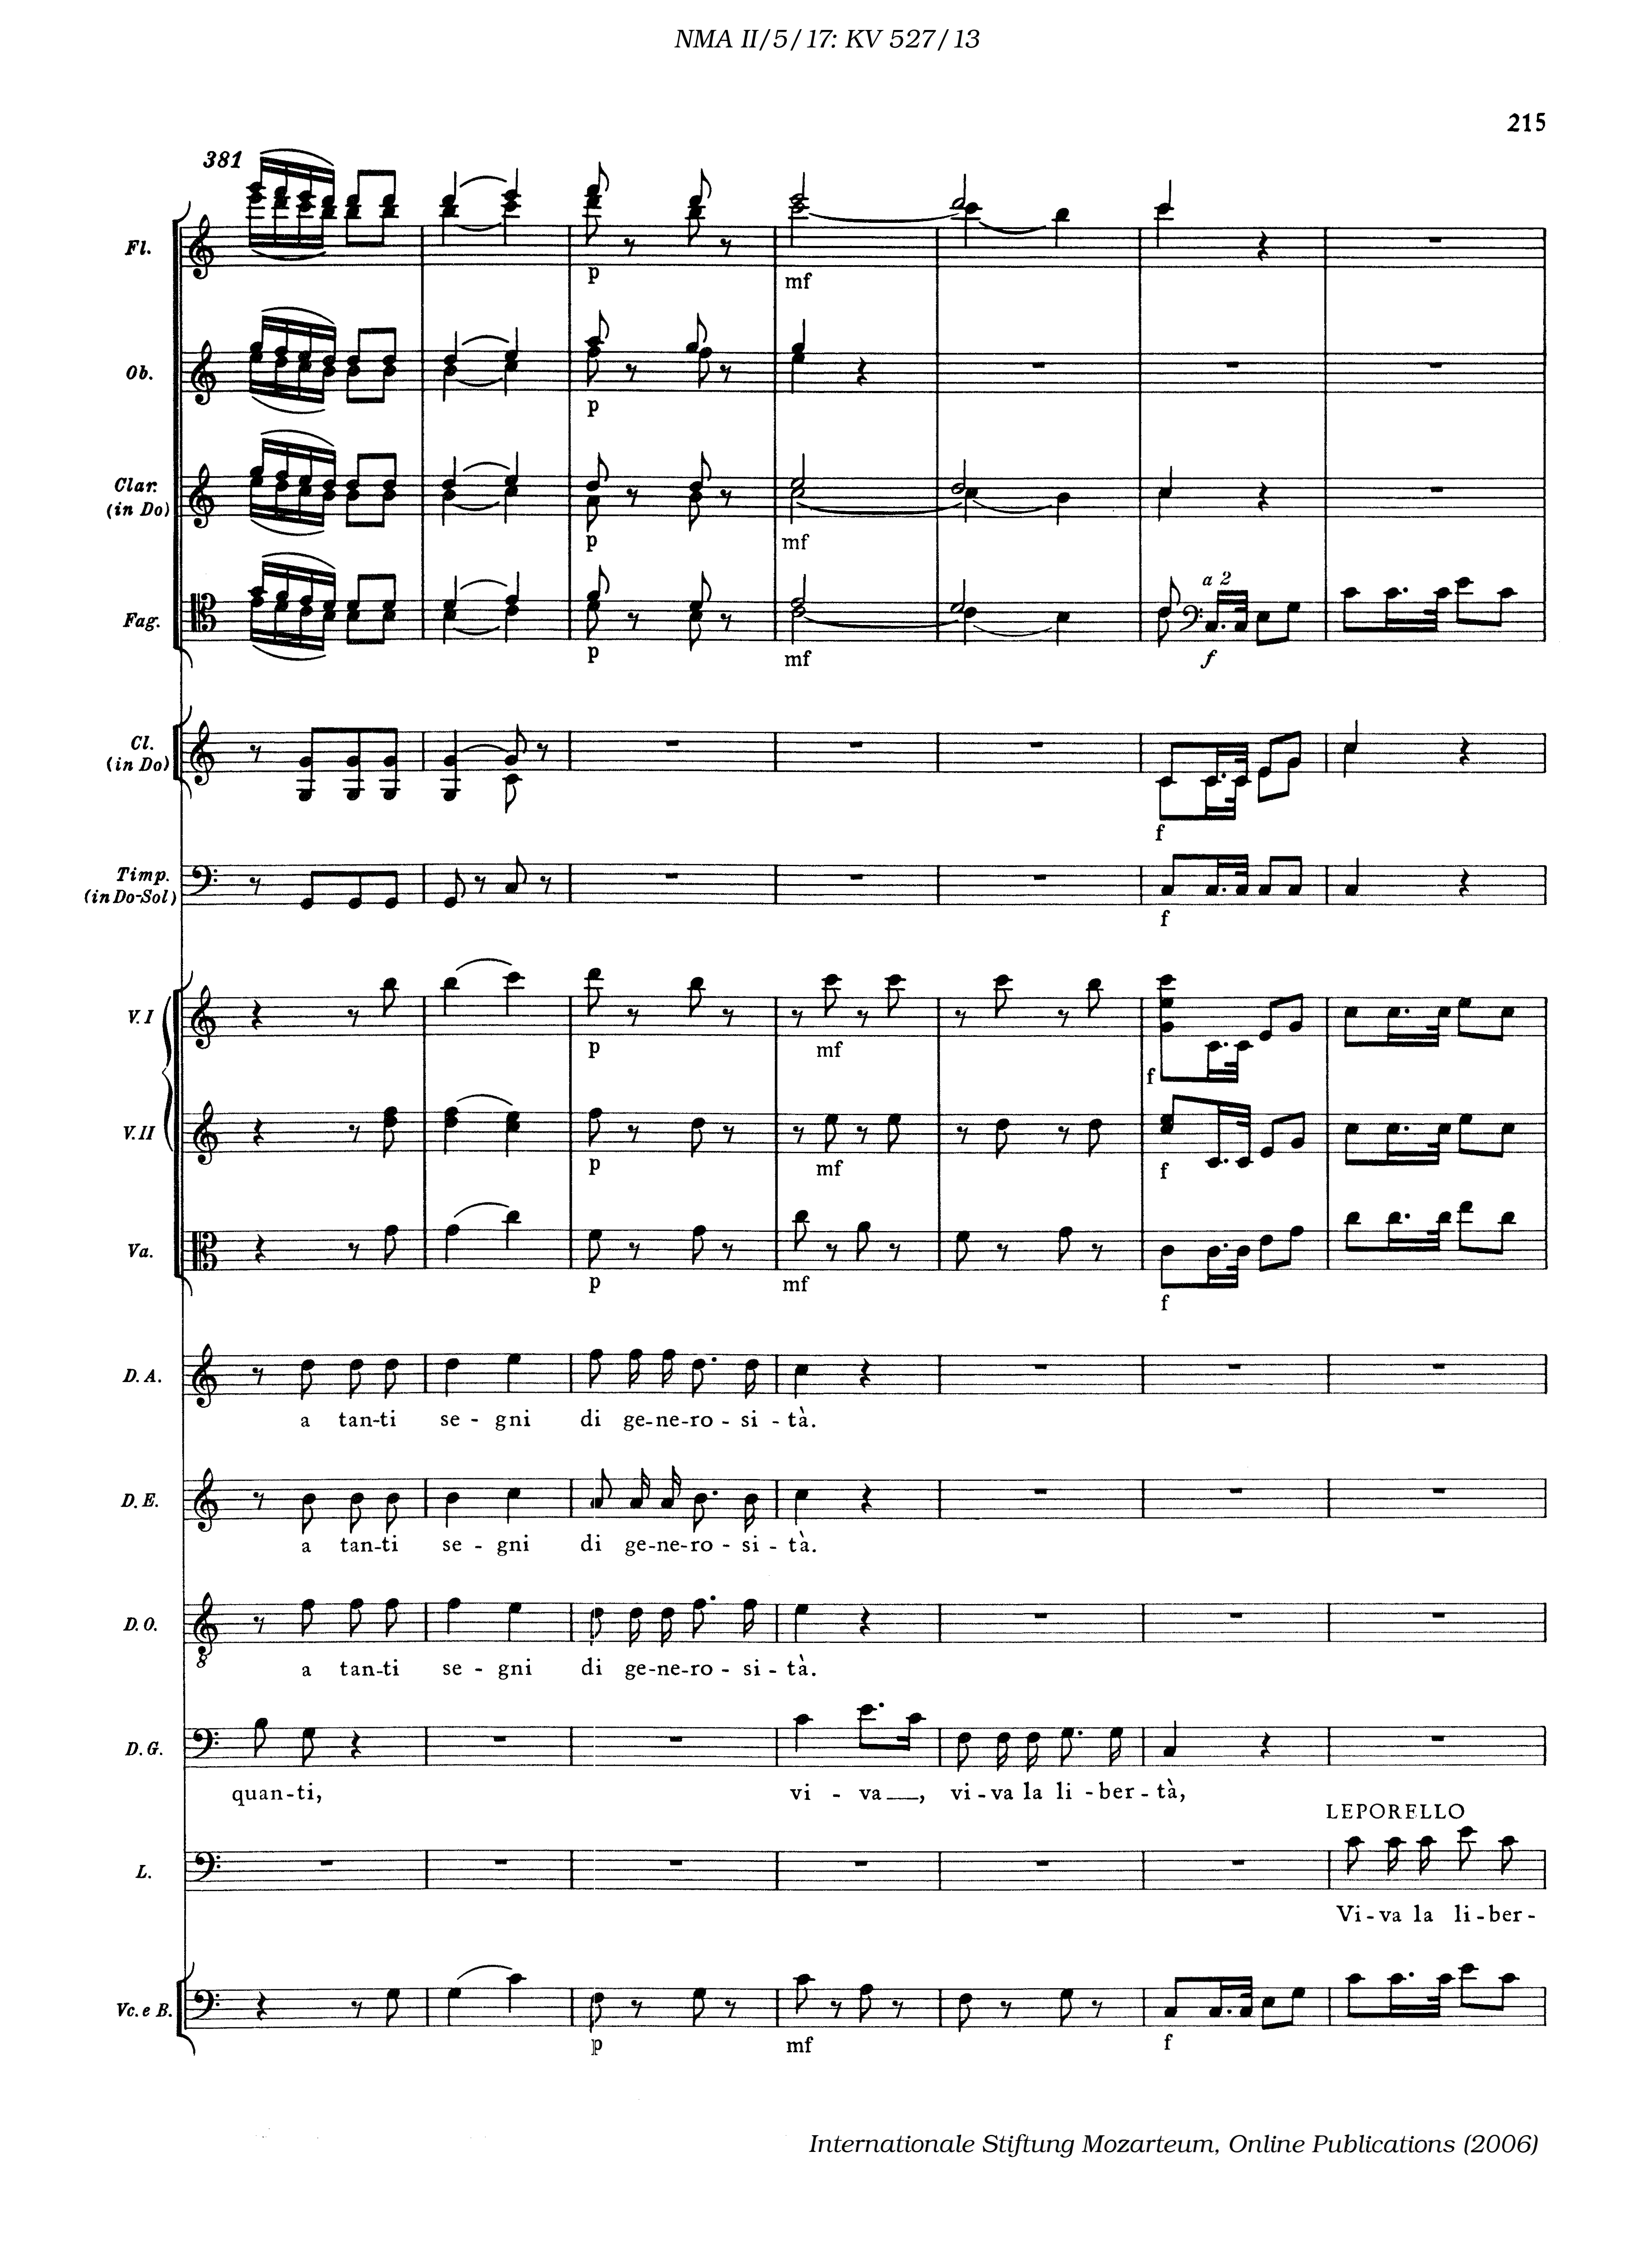 NMA II/5/17: KV 527/13
215
381
Fl.
p
mf
Ob.
p
Clar.
(in Do)
p
mf
Fag.
a 2
p
mf
f
Cl.
(in Do)
f
Timp.
(in Do-Sol)
f
V. I
p
mf
f
V. II
p
mf
f
Va.
p
mf
f
D. A.
a tan-ti se - gni di ge-ne-ro - si - tà.
D. E.
a tan-ti se - gni di ge-ne-ro - si - tà.
D. O.
8
a tan-ti se - gni di ge-ne-ro - si - tà.
D. G.
quan-ti, vi - va, vi - va la li - ber - tà,
LEPORELLO
L.
Vi - va la li - ber -
Vc. e B.
p
mf
f
Internationale Stiftung Mozarteum, Online Publications (2006)